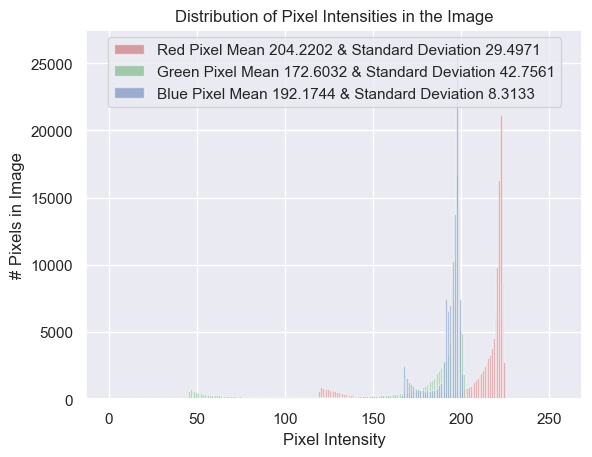 Distribution of Pixel Intensities in the Image
Red Pixel Mean 204.2202 & Standard Deviation 29.4971
Green Pixel Mean 172.6032 & Standard Deviation 42.7561
Blue Pixel Mean 192.1744 & Standard Deviation 8.3133
# Pixels in Image
25000
20000
15000
10000
5000
0
0 50 100 150 200 250
Pixel Intensity